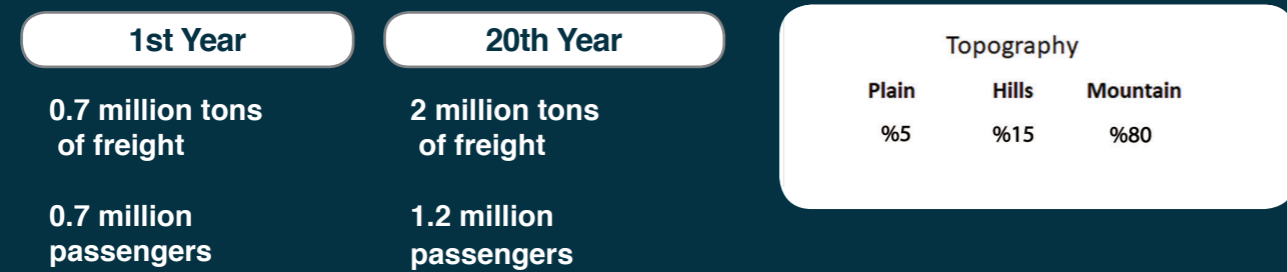 1st Year
0.7 million tons
of freight
0.7 million
passengers
20th Year
2 million tons
of freight
1.2 million
passengers
Topography
Plain Hills Mountain
%5 %15 %80